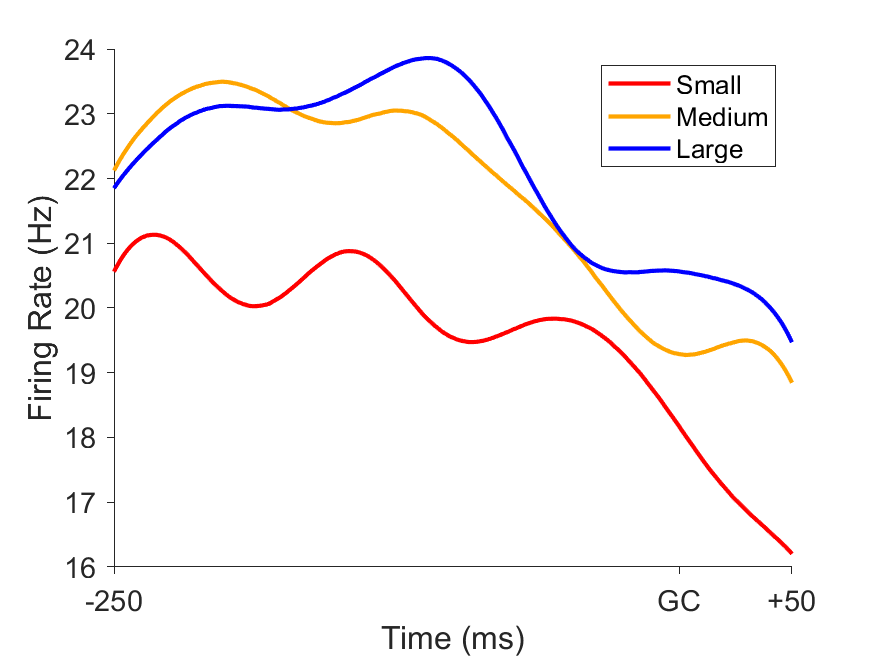 24
23
22
21
20
19
18
17
16
Firing Rate (Hz)
Small
Medium
Large
-250
GC
+50
Time (ms)